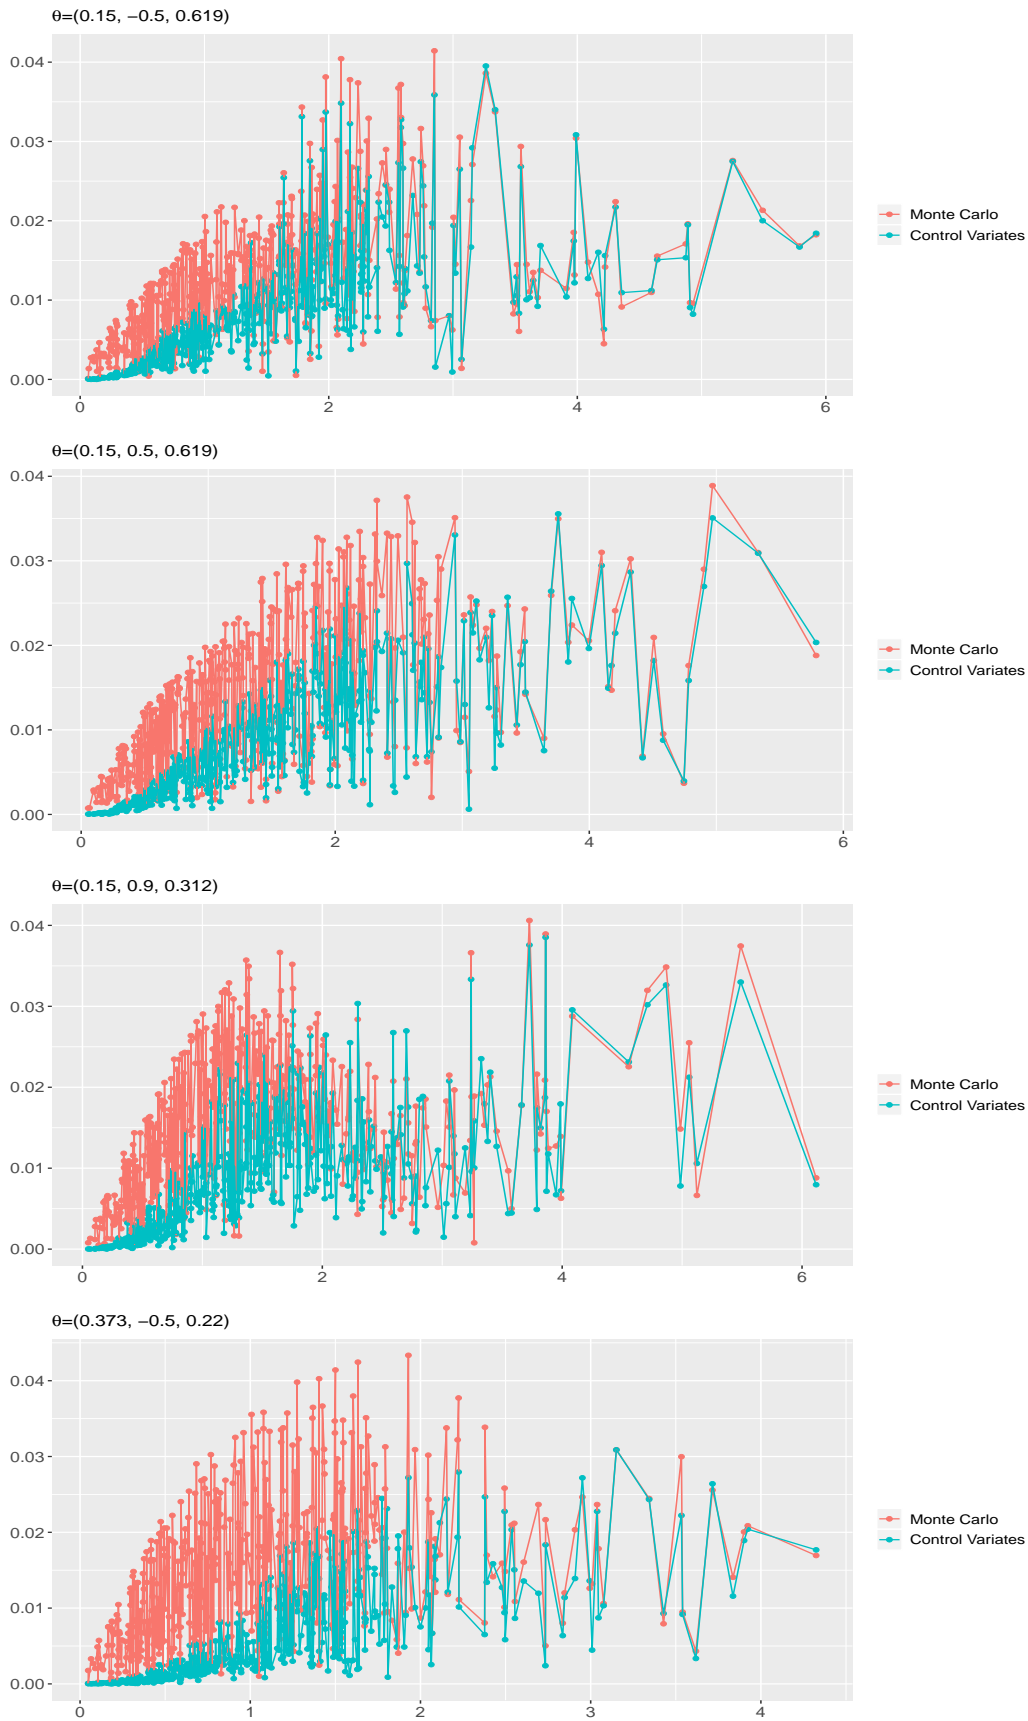 θ=(0.15, −0.5, 0.619)
0.04
0.03
0.02
0.01
0.00
0 2 4 6
Monte Carlo
Control Variates
θ=(0.15, 0.5, 0.619)
0.04
0.03
0.02
0.01
0.00
0 2 4 6
Monte Carlo
Control Variates
θ=(0.15, 0.9, 0.312)
0.04
0.03
0.02
0.01
0.00
0 2 4 6
Monte Carlo
Control Variates
θ=(0.373, −0.5, 0.22)
0.04
0.03
0.02
0.01
0.00
0 1 2 3 4
Monte Carlo
Control Variates